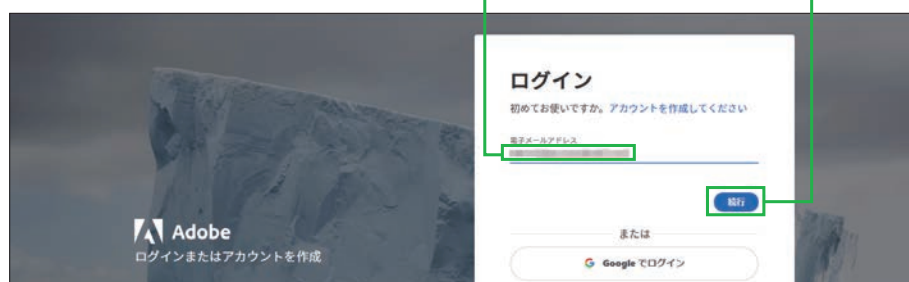 ログイン
初めてお使いですか。アカウントを作成してください
電子メールアドレス
続行
または
Google でログイン
Adobe
ログインまたはアカウントを作成